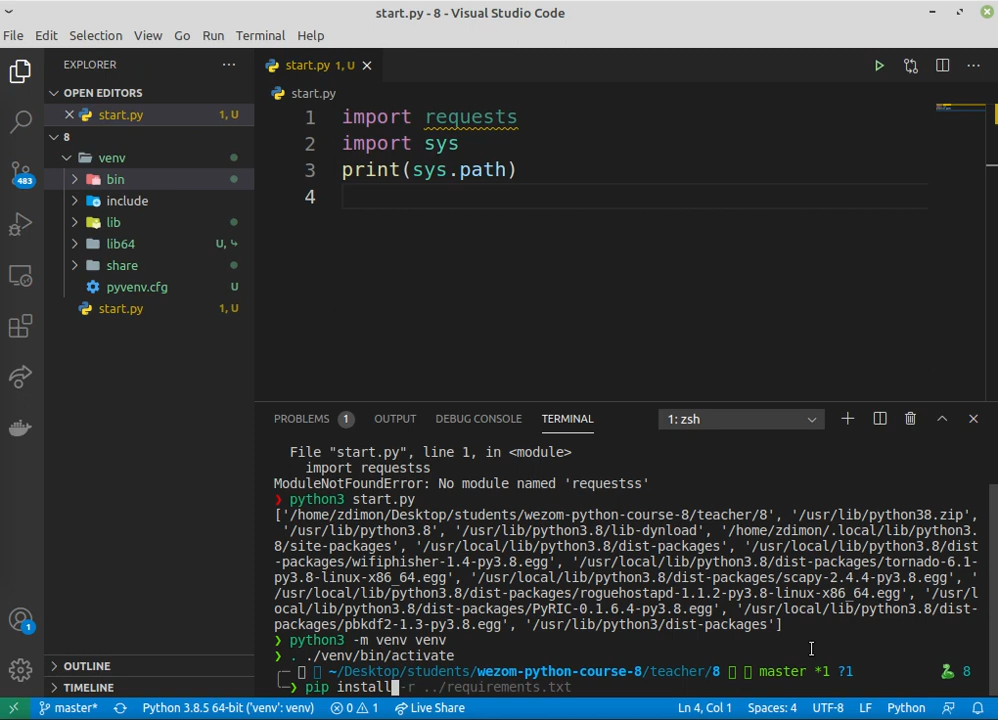 start.py - 8 - Visual Studio Code
File Edit Selection View Go Run Terminal Help
EXPLORER
OPEN EDITORS
start.py 1, U
8
venv
bin
include
lib
lib64 U,
share
pyvenv.cfg U
start.py 1, U
OUTLINE
TIMELINE
483
1
start.py 1, U
start.py
1 import requests
2 import sys
3 print(sys.path)
4
PROBLEMS 1 OUTPUT DEBUG CONSOLE TERMINAL 1: zsh
File "start.py", line 1, in <module>
import requestss
ModuleNotFoundError: No module named 'requestss'
❯ python3 start.py
['/home/zdimon/Desktop/students/wezom-python-course-8/teacher/8', '/usr/lib/python38.zip',
'/usr/lib/python3.8', '/usr/lib/python3.8/lib-dynload', '/home/zdimon/.local/lib/python3.
8/site-packages', '/usr/local/lib/python3.8/dist-packages', '/usr/local/lib/python3.8/dist
-packages/wifiphisher-1.4-py3.8.egg', '/usr/local/lib/python3.8/dist-packages/tornado-6.1-
py3.8-linux-x86_64.egg', '/usr/local/lib/python3.8/dist-packages/scapy-2.4.4-py3.8.egg', '
/usr/local/lib/python3.8/dist-packages/roguehostapd-1.1.2-py3.8-linux-x86_64.egg', '/usr/l
ocal/lib/python3.8/dist-packages/PyRIC-0.1.6.4-py3.8.egg', '/usr/local/lib/python3.8/dist-
packages/pbkdf2-1.3-py3.8.egg', '/usr/lib/python3/dist-packages']
❯ python3 -m venv venv
❯ . ./venv/bin/activate
~/Desktop/students/wezom-python-course-8/teacher/8 master *1 ?1 8
❯ pip install -r ../requirements.txt
master* Python 3.8.5 64-bit ('venv': venv) 0 1 Live Share Ln 4, Col 1 Spaces: 4 UTF-8 LF Python